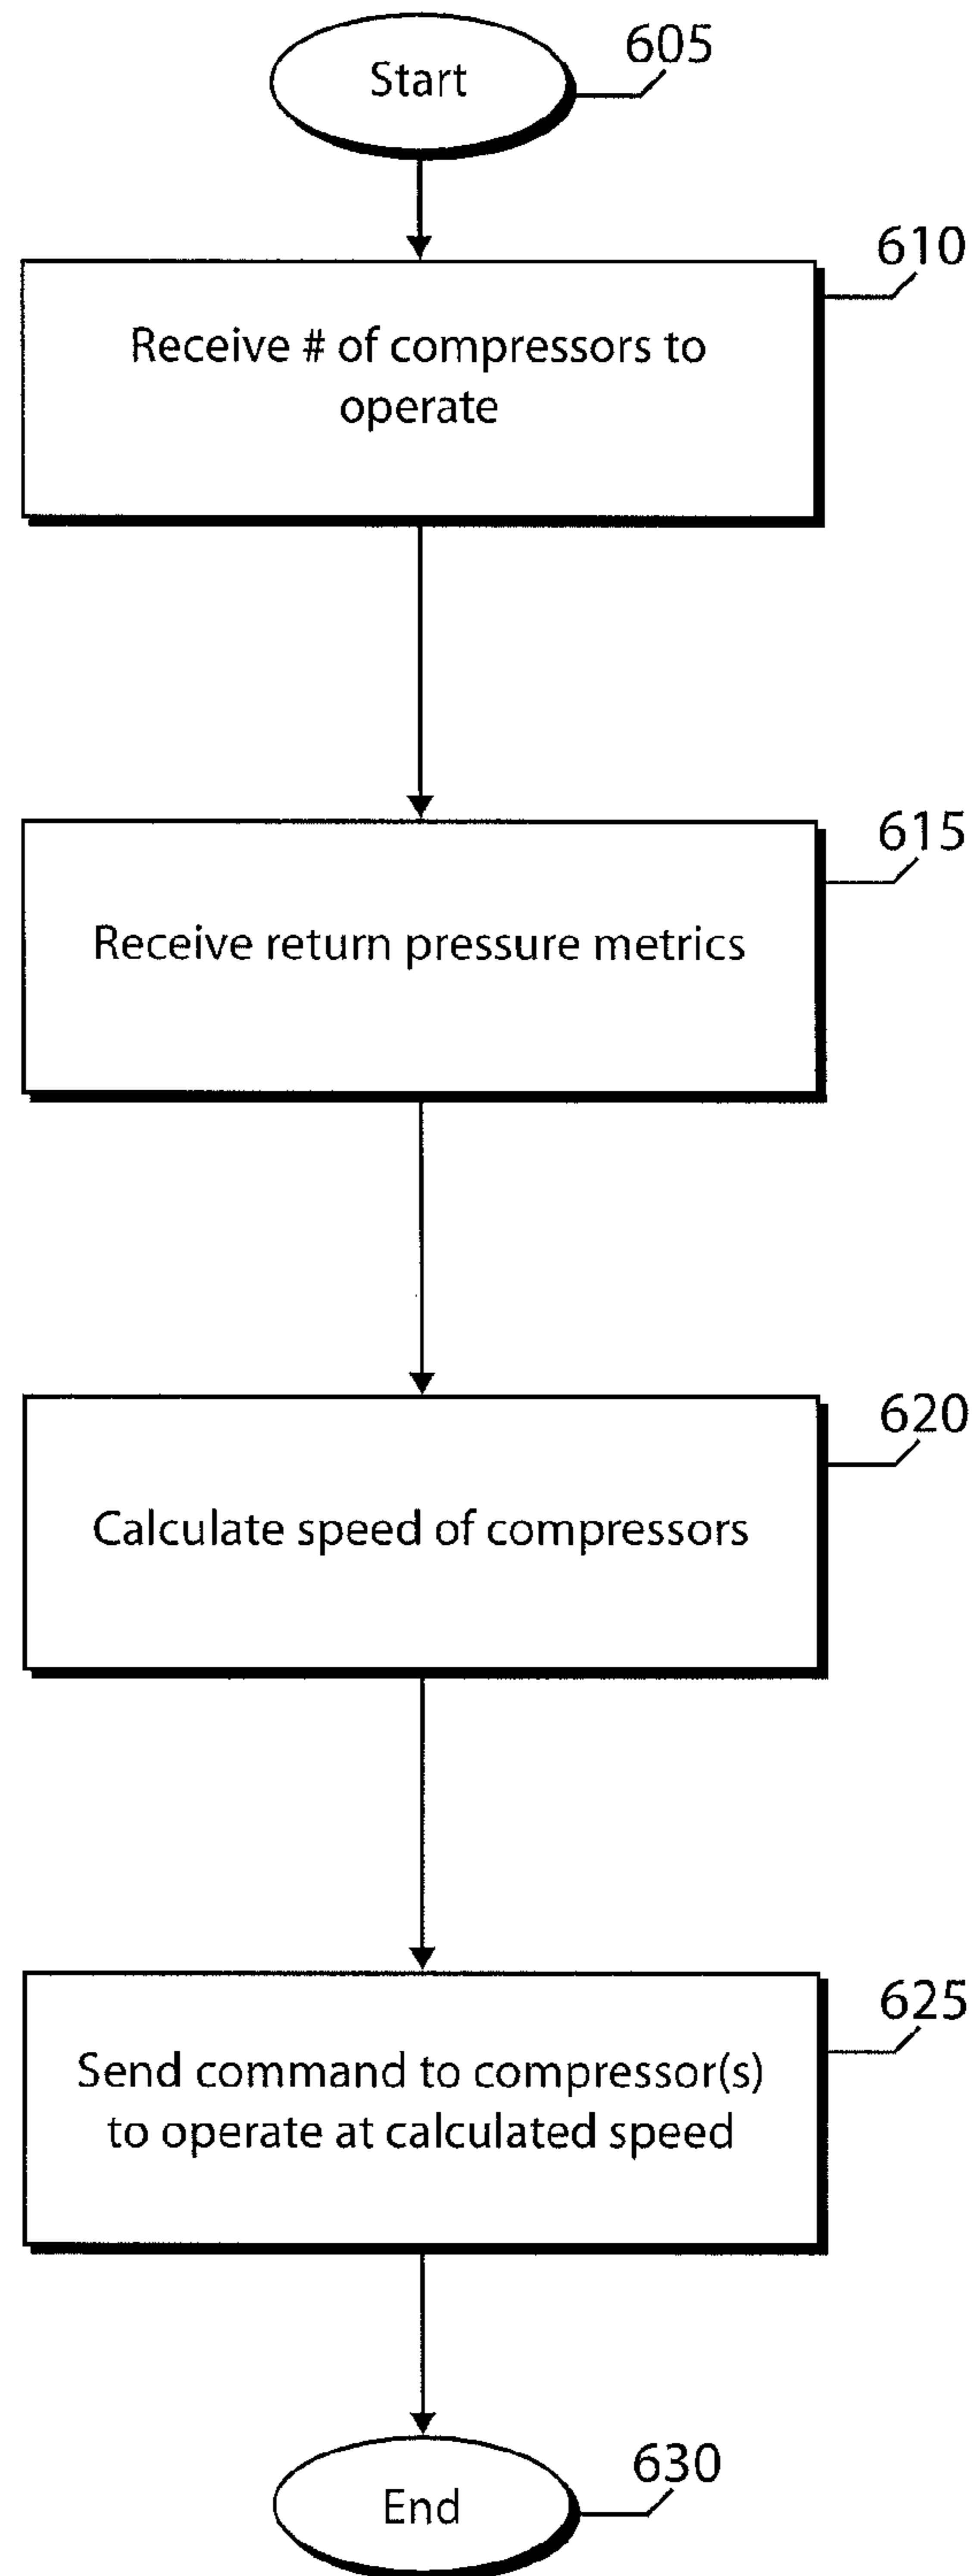 Start
605
610
Receive # of compressors to
operate
615
Receive return pressure metrics
620
Calculate speed of compressors
625
Send command to compressor(s)
to operate at calculated speed
630
End